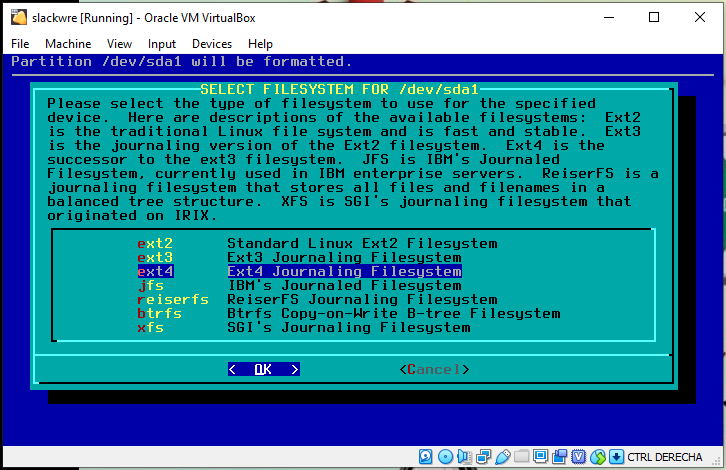 slackwre [Running] - Oracle VM VirtualBox
File Machine View Input Devices Help
Partition /dev/sda1 will be formatted.
SELECT FILESYSTEM FOR /dev/sda1
Please select the type of filesystem to use for the specified
device. Here are descriptions of the available filesystems: Ext2
is the traditional Linux file system and is fast and stable. Ext3
is the journaling version of the Ext2 filesystem. Ext4 is the
successor to the ext3 filesystem. JFS is IBM's Journaled
Filesystem, currently used in IBM enterprise servers. ReiserFS is a
journaling filesystem that stores all files and filenames in a
balanced tree structure. XFS is SGI's journaling filesystem that
originated on IRIX.
ext2 Standard Linux Ext2 Filesystem
ext3 Ext3 Journaling Filesystem
ext4 Ext4 Journaling Filesystem
jfs IBM's Journaled Filesystem
reiserfs ReiserFS Journaling Filesystem
btrfs Btrfs Copy-on-Write B-tree Filesystem
xfs SGI's Journaling Filesystem
< OK > <Cancel>
CTRL DERECHA